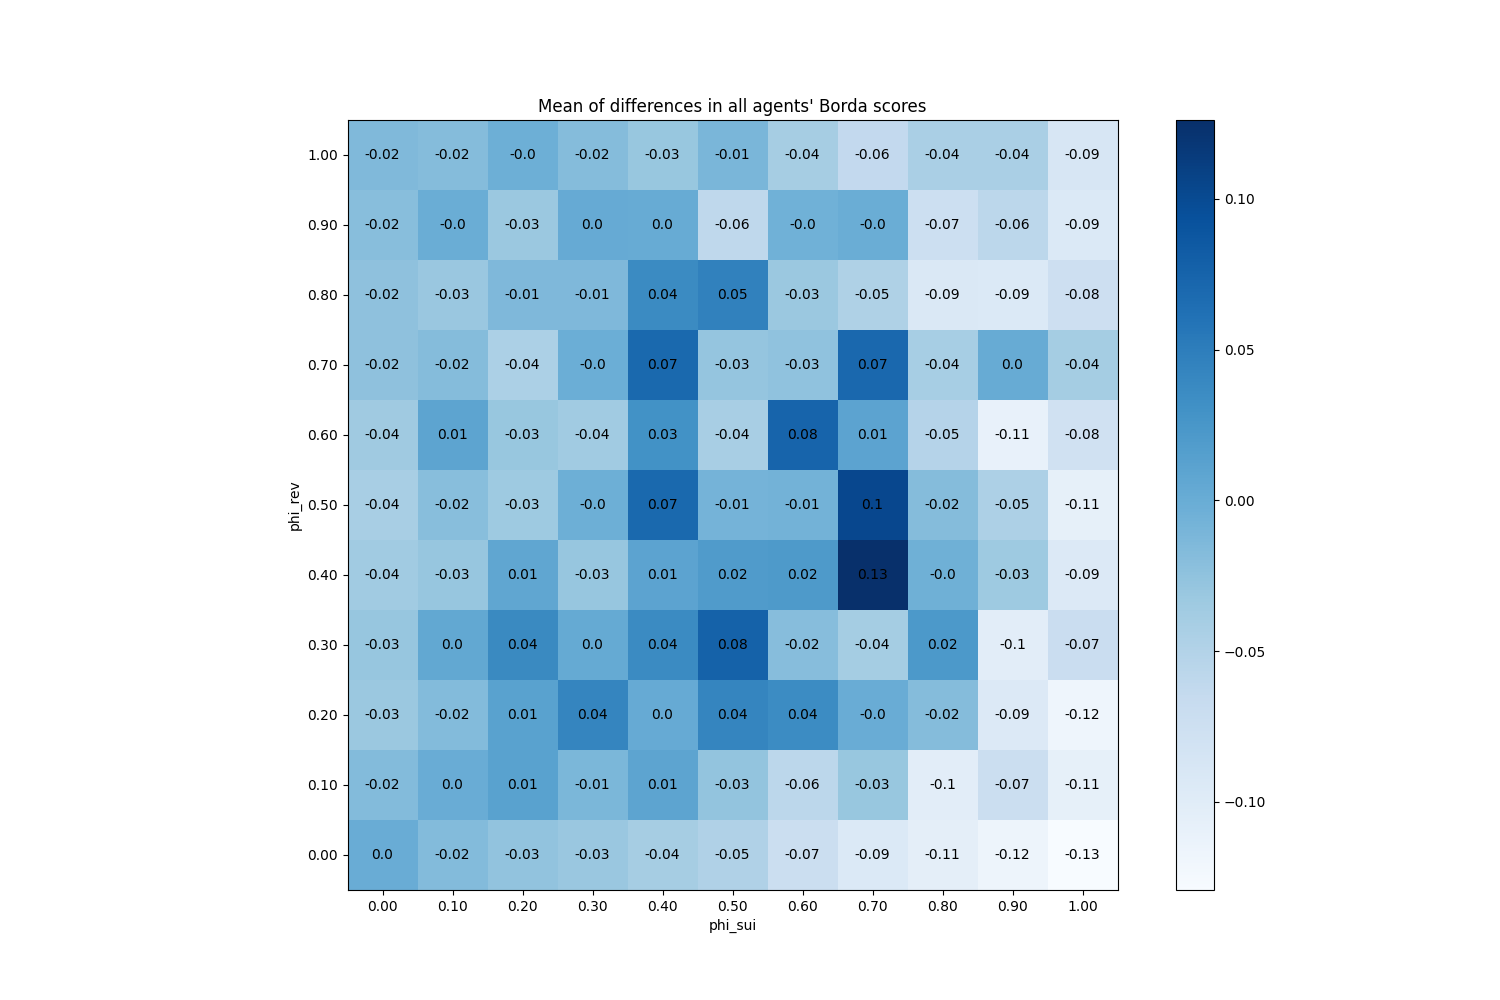 Mean of differences in all agents' Borda scores
1.00 -0.02 -0.02 -0.0 -0.02 -0.03 -0.01 -0.04 -0.06 -0.04 -0.04 -0.09
0.90 -0.02 -0.0 -0.03 0.0 0.0 -0.06 -0.0 -0.0 -0.07 -0.06 -0.09
0.80 -0.02 -0.03 -0.01 -0.01 0.04 0.05 -0.03 -0.05 -0.09 -0.09 -0.08
0.70 -0.02 -0.02 -0.04 -0.0 0.07 -0.03 -0.03 0.07 -0.04 0.0 -0.04
0.60 -0.04 0.01 -0.03 -0.04 0.03 -0.04 0.08 0.01 -0.05 -0.11 -0.08
0.50 -0.04 -0.02 -0.03 -0.0 0.07 -0.01 -0.01 0.1 -0.02 -0.05 -0.11
0.40 -0.04 -0.03 0.01 -0.03 0.01 0.02 0.02 0.13 -0.0 -0.03 -0.09
0.30 -0.03 0.0 0.04 0.0 0.04 0.08 -0.02 -0.04 0.02 -0.1 -0.07
0.20 -0.03 -0.02 0.01 0.04 0.0 0.04 0.04 -0.0 -0.02 -0.09 -0.12
0.10 -0.02 0.0 0.01 -0.01 0.01 -0.03 -0.06 -0.03 -0.1 -0.07 -0.11
0.00 0.0 -0.02 -0.03 -0.03 -0.04 -0.05 -0.07 -0.09 -0.11 -0.12 -0.13
0.00 0.10 0.20 0.30 0.40 0.50 0.60 0.70 0.80 0.90 1.00
phi_sui
phi_rev
0.10
0.05
0.00
−0.05
−0.10